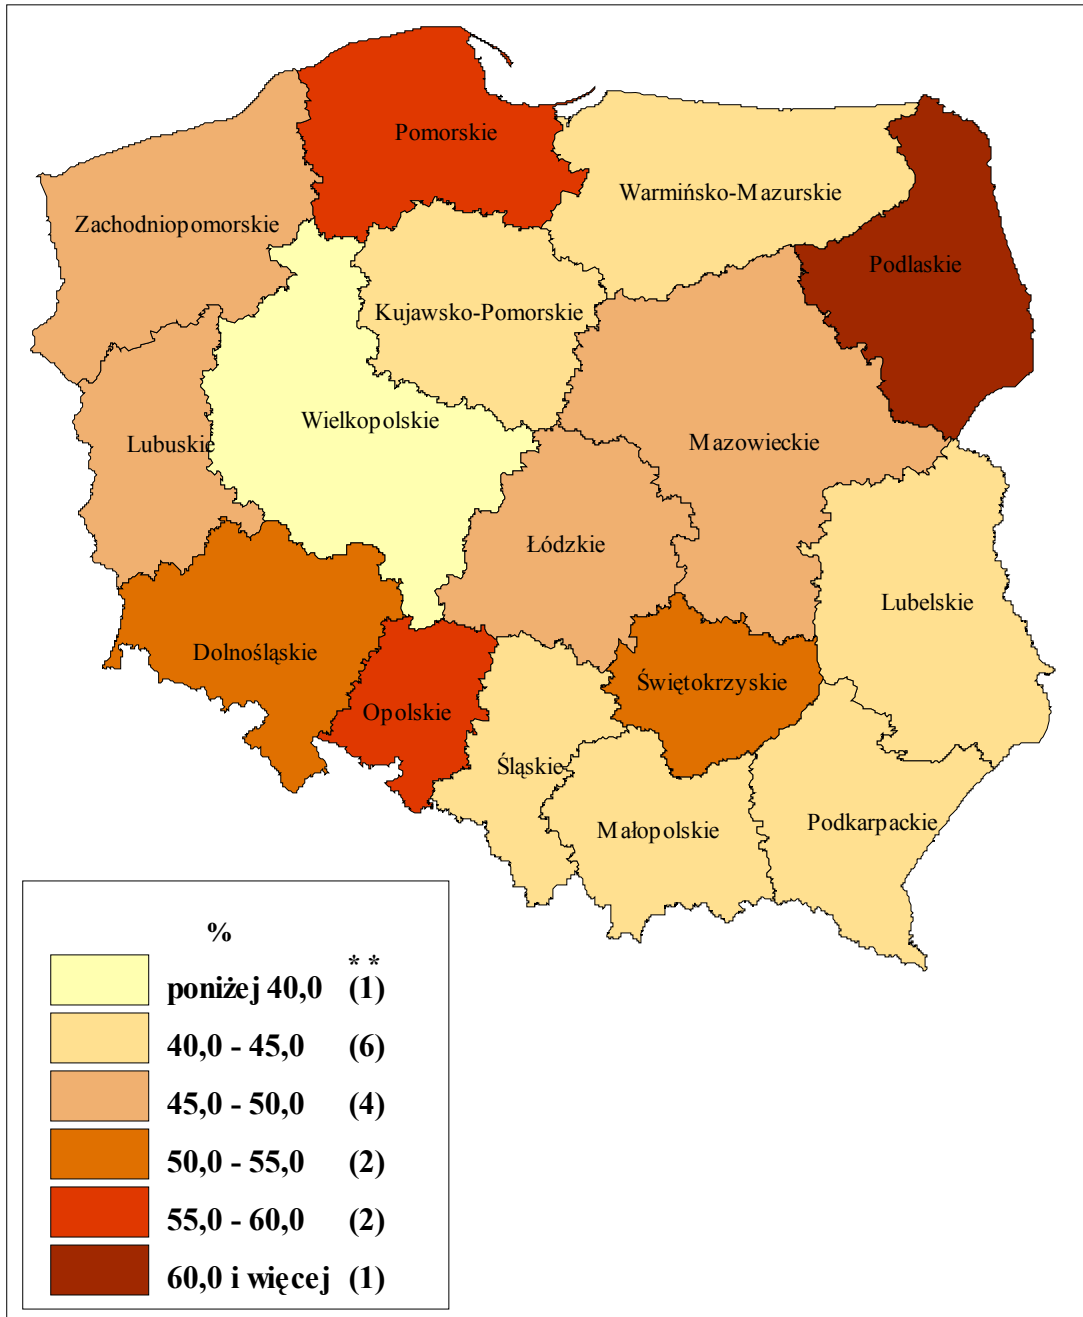 Pomorskie
Warmińsko-Mazurskie
Zachodniopomorskie
Podlaskie
Kujawsko-Pomorskie
Wielkopolskie
Lubuskie
Mazowieckie
Łódzkie
Lubelskie
Dolnośląskie
Świętokrzyskie
Opolskie
Śląskie
Małopolskie
Podkarpackie
%
* *
poniżej 40,0 (1)
40,0 - 45,0 (6)
45,0 - 50,0 (4)
50,0 - 55,0 (2)
55,0 - 60,0 (2)
60,0 i więcej (1)